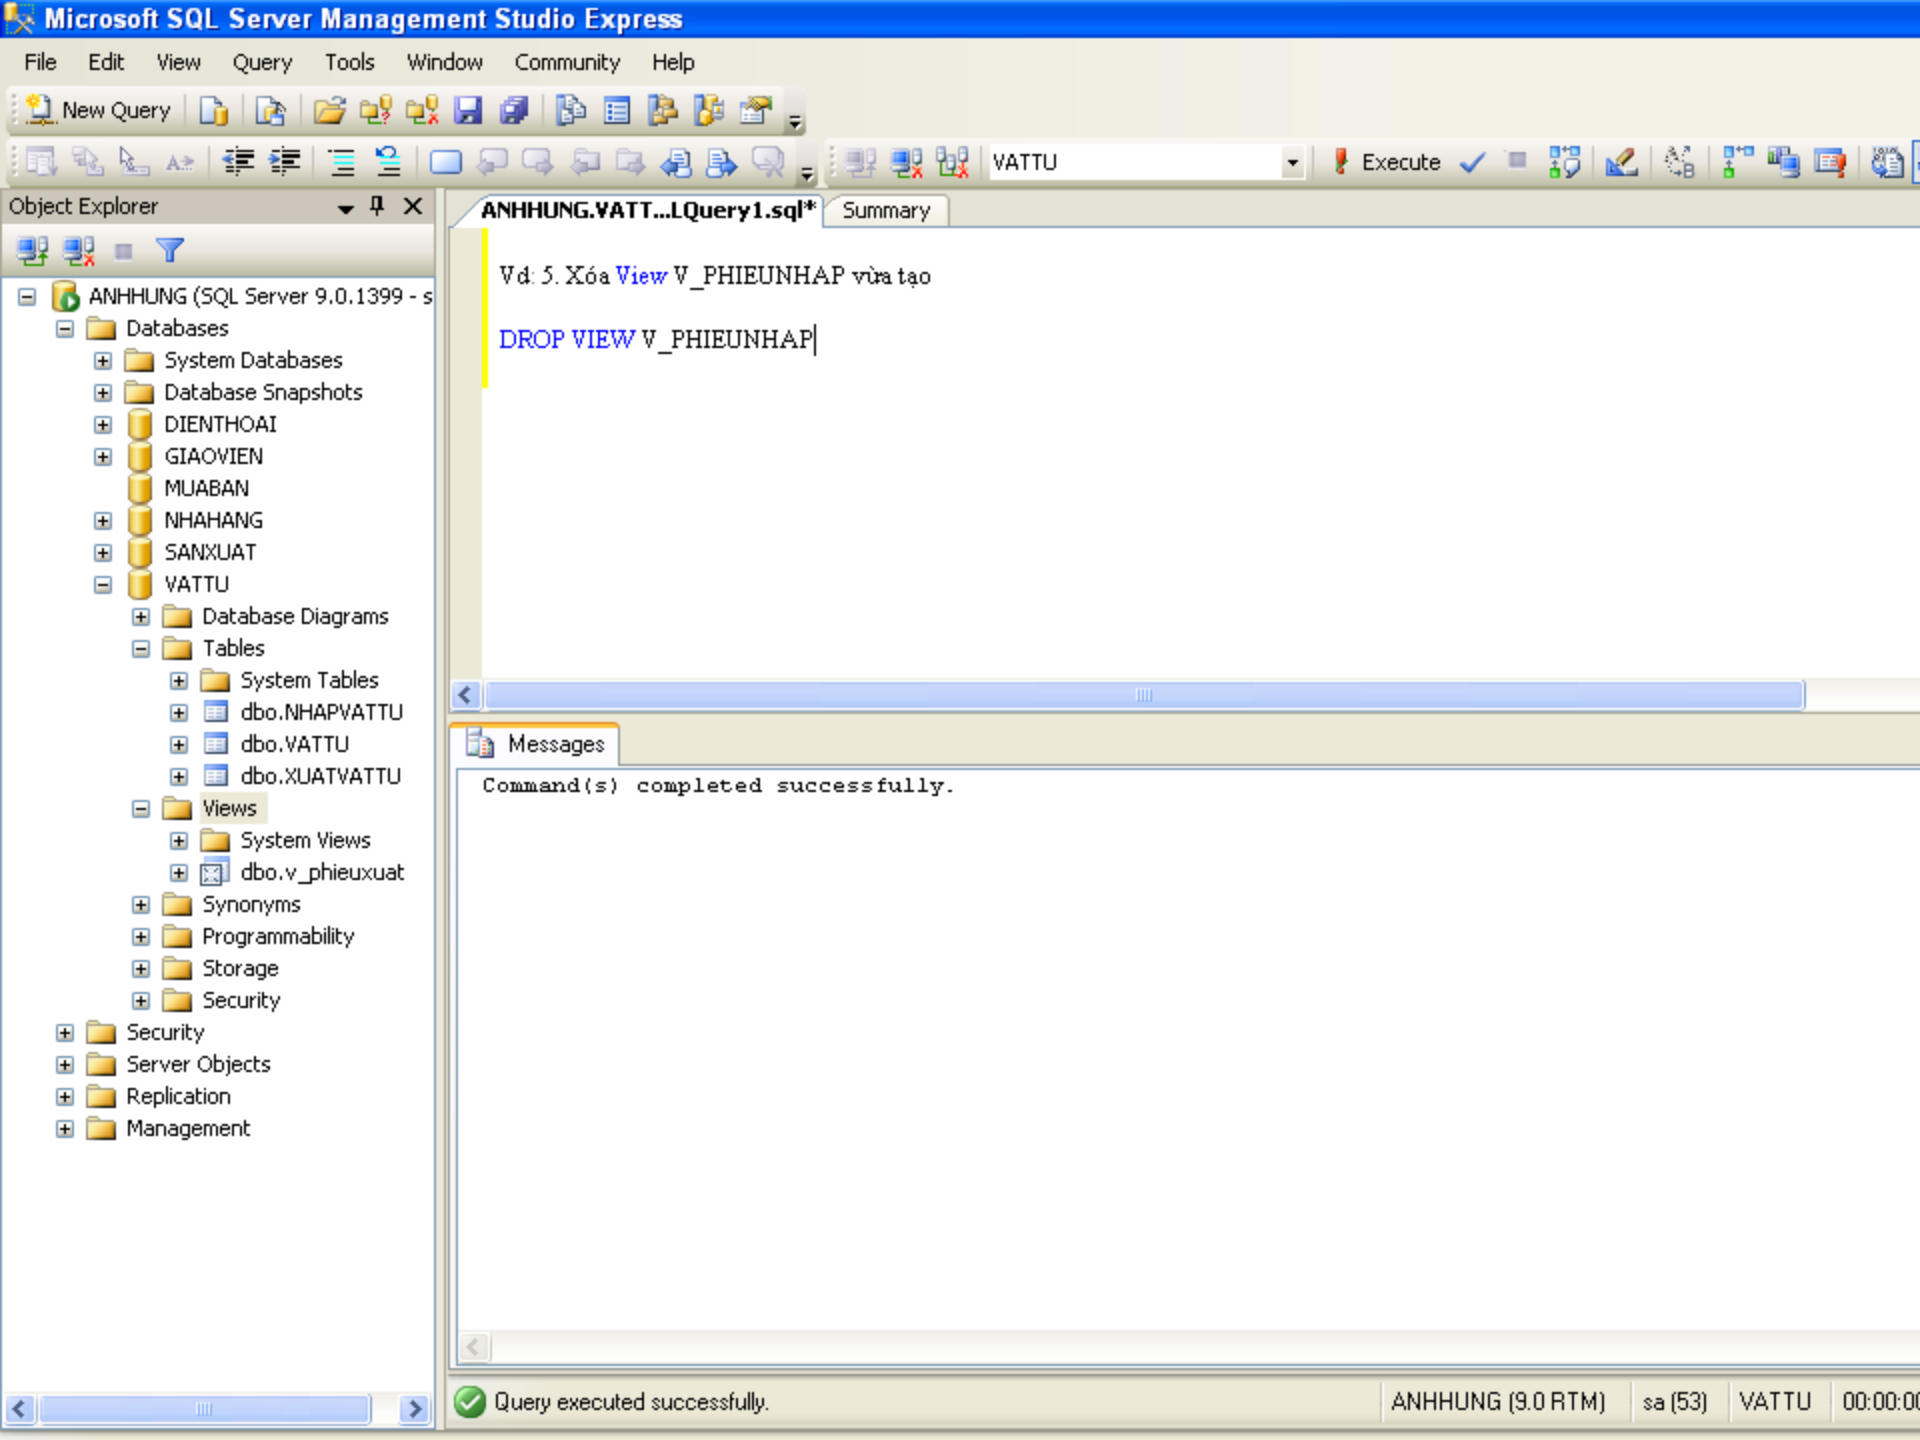 Microsoft SQL Server Management Studio Express
File Edit View Query Tools Window Community Help
New Query
VATTU Execute
Object Explorer
ANHHUNG.VATT...LQuery1.sql* Summary
ANHHUNG (SQL Server 9.0.1399 - s
Databases
System Databases
Database Snapshots
DIENTHOAI
GIAOVIEN
MUABAN
NHAHANG
SANXUAT
VATTU
Database Diagrams
Tables
System Tables
dbo.NHAPVATTU
dbo.VATTU
dbo.XUATVATTU
Views
System Views
dbo.v_phieuxuat
Synonyms
Programmability
Storage
Security
Security
Server Objects
Replication
Management
Vd: 5. Xóa View V_PHIEUNHAP vừa tạo
DROP VIEW V_PHIEUNHAP
Messages
Command(s) completed successfully.
Query executed successfully. ANHHUNG (9.0 RTM) sa (53) VATTU 00:00:00